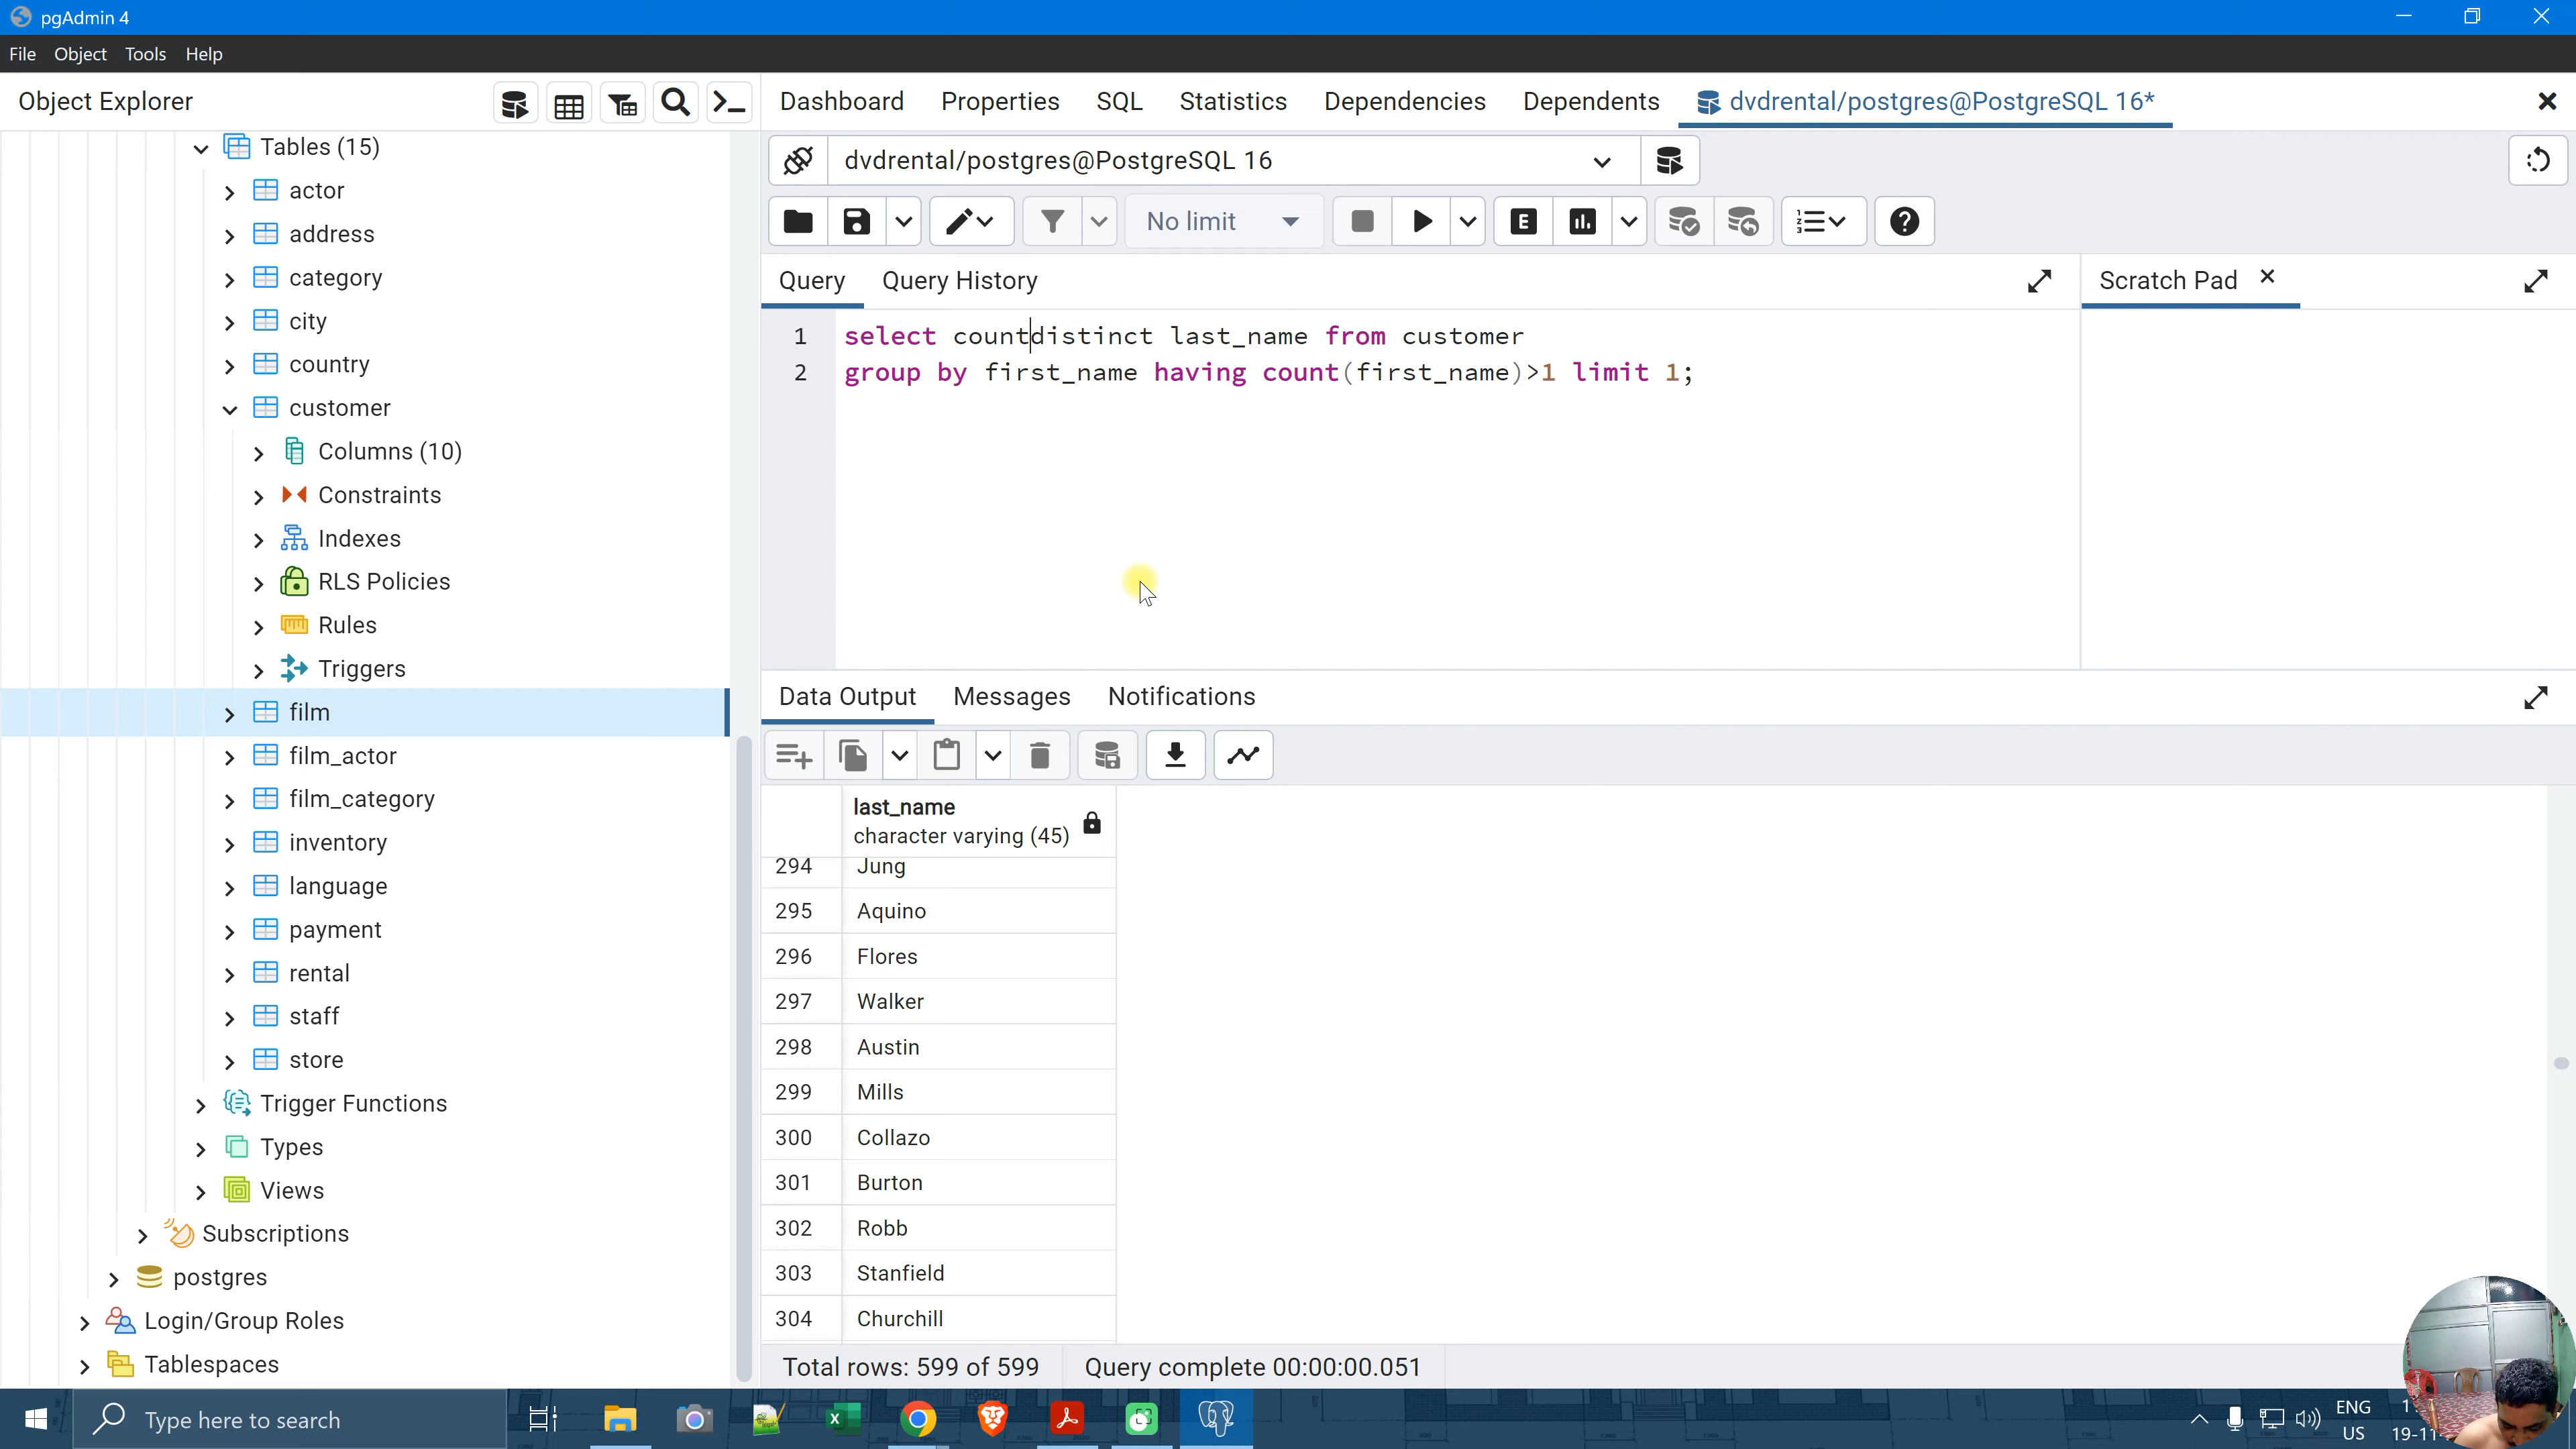 pgAdmin 4
File Object Tools Help
Object Explorer
Dashboard Properties SQL Statistics Dependencies Dependents dvdrental/postgres@PostgreSQL 16*
dvdrental/postgres@PostgreSQL 16
No limit
Query Query History
Scratch Pad
1 select countdistinct last_name from customer
2 group by first_name having count(first_name)>1 limit 1;
Tables (15)
actor
address
category
city
country
customer
Columns (10)
Constraints
Indexes
RLS Policies
Rules
Triggers
film
film_actor
film_category
inventory
language
payment
rental
staff
store
Trigger Functions
Types
Views
Subscriptions
postgres
Login/Group Roles
Tablespaces
Data Output Messages Notifications
last_name
character varying (45)
294 Jung
295 Aquino
296 Flores
297 Walker
298 Austin
299 Mills
300 Collazo
301 Burton
302 Robb
303 Stanfield
304 Churchill
Total rows: 599 of 599 Query complete 00:00:00.051
Type here to search
ENG
US